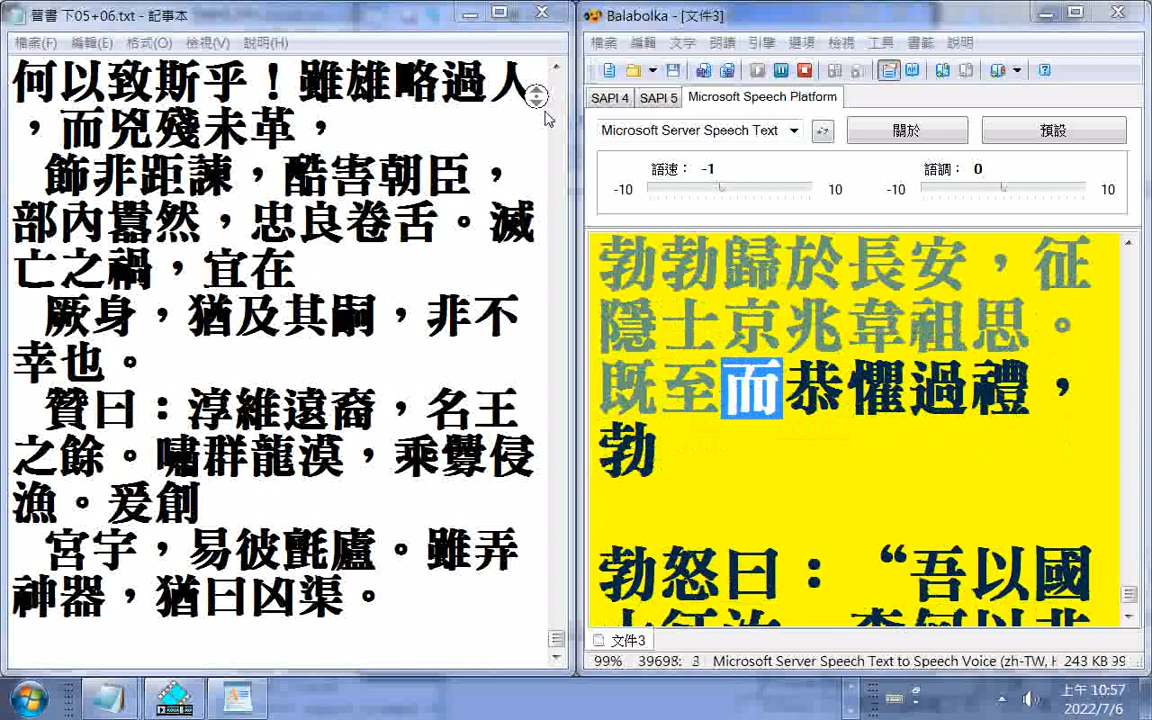 晉書 下05+06.txt - 記事本
檔案(F) 編輯(E) 格式(O) 檢視(V) 說明(H)
何以致斯乎！雖雄略過人
，而兇殘未革，
飾非距諫，酷害朝臣，
部內囂然，忠良卷舌。滅
亡之禍，宜在
厥身，猶及其嗣，非不
幸也。
贊曰：淳維遠裔，名王
之餘。嘯群龍漠，乘釁侵
漁。爰創
宮宇，易彼氈廬。雖弄
神器，猶曰凶渠。
Balabolka - [文件3]
檔案 編輯 文字 朗讀 引擎 選項 檢視 工具 書籤 說明
SAPI 4 SAPI 5 Microsoft Speech Platform
Microsoft Server Speech Text 關於 預設
語速： -1 語調： 0
-10 10 -10 10
勃勃歸於長安，征
隱士京兆韋祖思。
既至而恭懼過禮，
勃
勃怒曰：“吾以國
士征汝，奈何以非
文件3
99% 39698: 3 Microsoft Server Speech Text to Speech Voice (zh-TW, H 243 KB 99
上午 10:57
2022/7/6